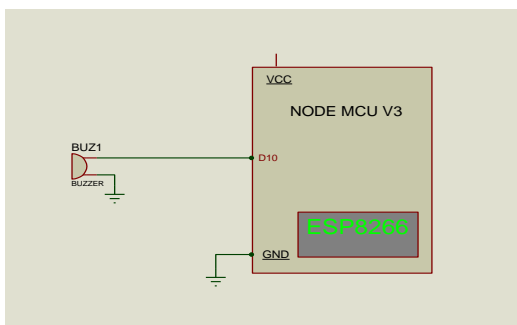 VCC
NODE MCU V3
BUZ1
D10
BUZZER
ESP8266
GND